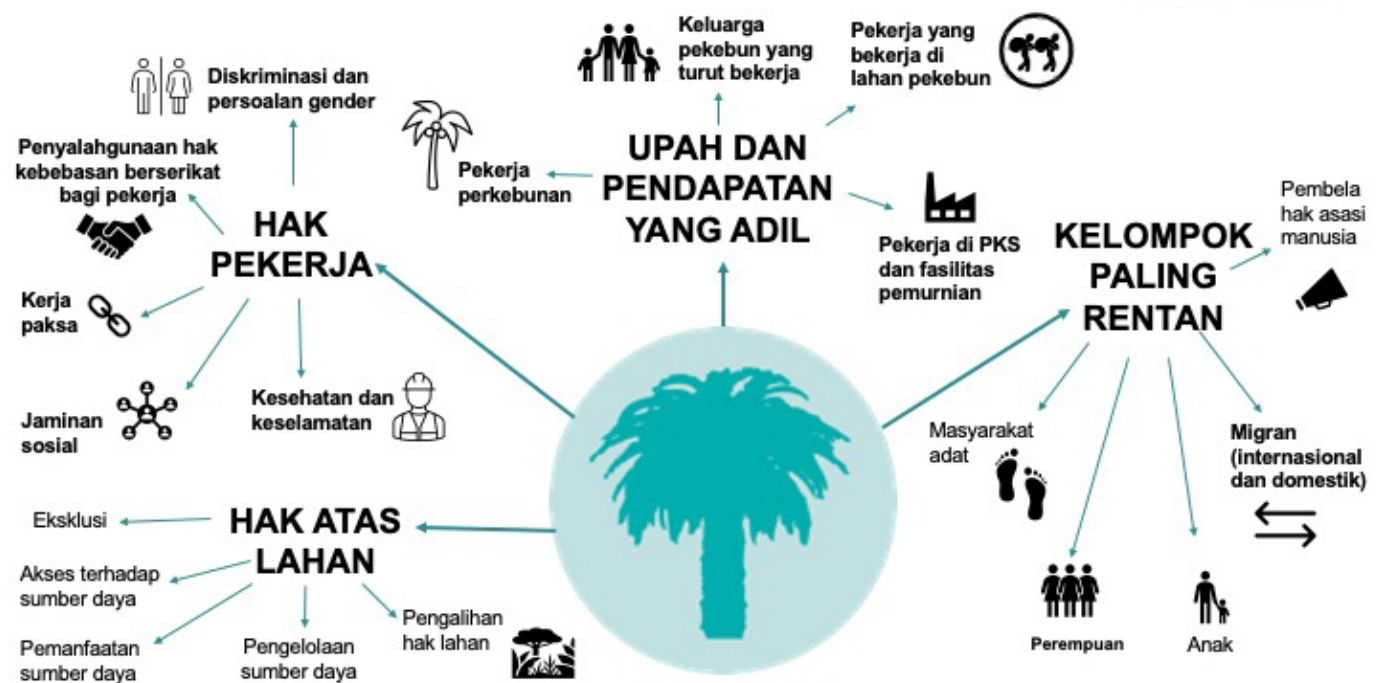 Diskriminasi dan
persoalan gender
Penyalahgunaan hak
kebebasan berserikat
bagi pekerja
HAK
PEKERJA
Kerja
paksa
Jaminan
sosial
Kesehatan dan
keselamatan
Keluarga
pekebun yang
turut bekerja
Pekerja yang
bekerja di
lahan pekebun
UPAH DAN
PENDAPATAN
YANG ADIL
Pekerja
perkebunan
Pekerja di PKS
dan fasilitas
pemurnian
KELOMPOK
PALING
RENTAN
Pembela
hak asasi
manusia
Masyarakat
adat
Migran
(internasional
dan domestik)
Perempuan
Anak
HAK ATAS
LAHAN
Eksklusi
Akses terhadap
sumber daya
Pemanfaatan
sumber daya
Pengelolaan
sumber daya
Pengalihan
hak lahan